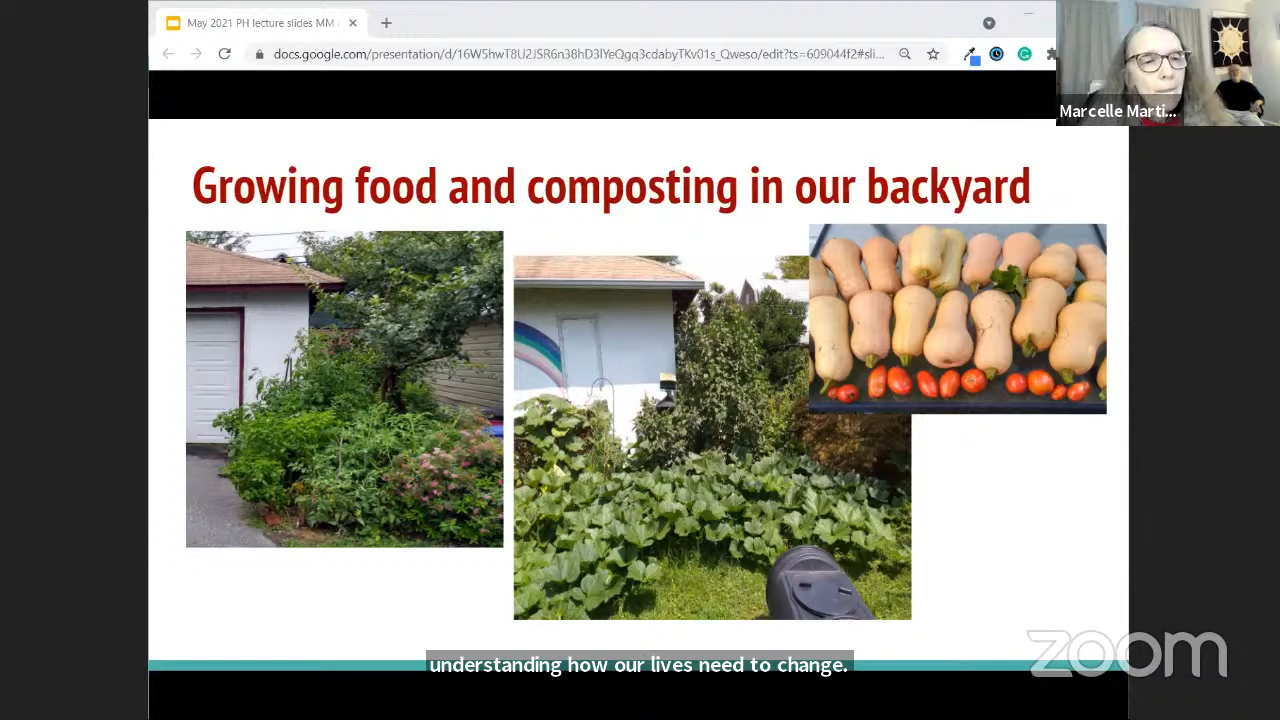 May 2021 PH lecture slides MM
docs.google.com/presentation/d/16W5hwT8U2JSR6n38hD3lYeQgq3cdabyTKv01s_Qweso/edit?ts=609044f2#sli...
Marcelle Marti...
Growing food and composting in our backyard
understanding how our lives need to change.
zoom